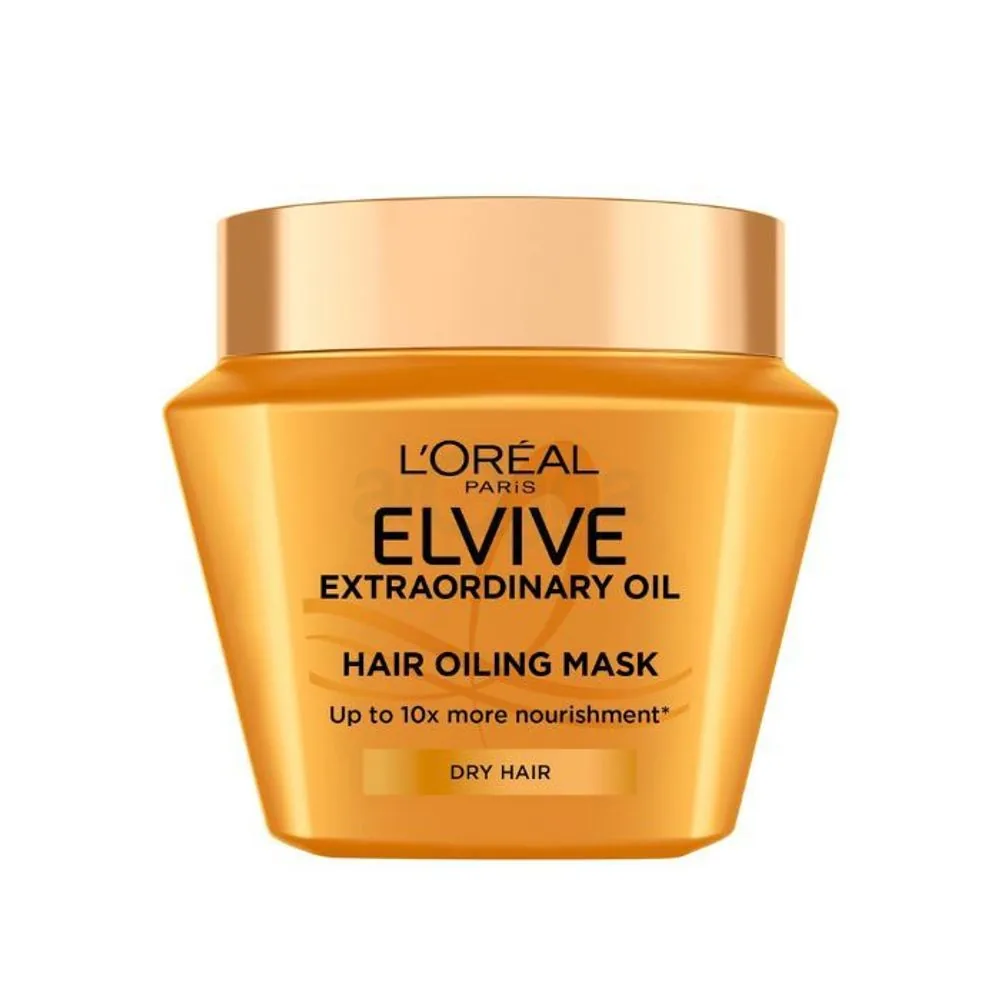 L'ORÉAL
PARIS
ELVIVE
EXTRAORDINARY OIL
HAIR OILING MASK
Up to 10x more nourishment*
DRY HAIR